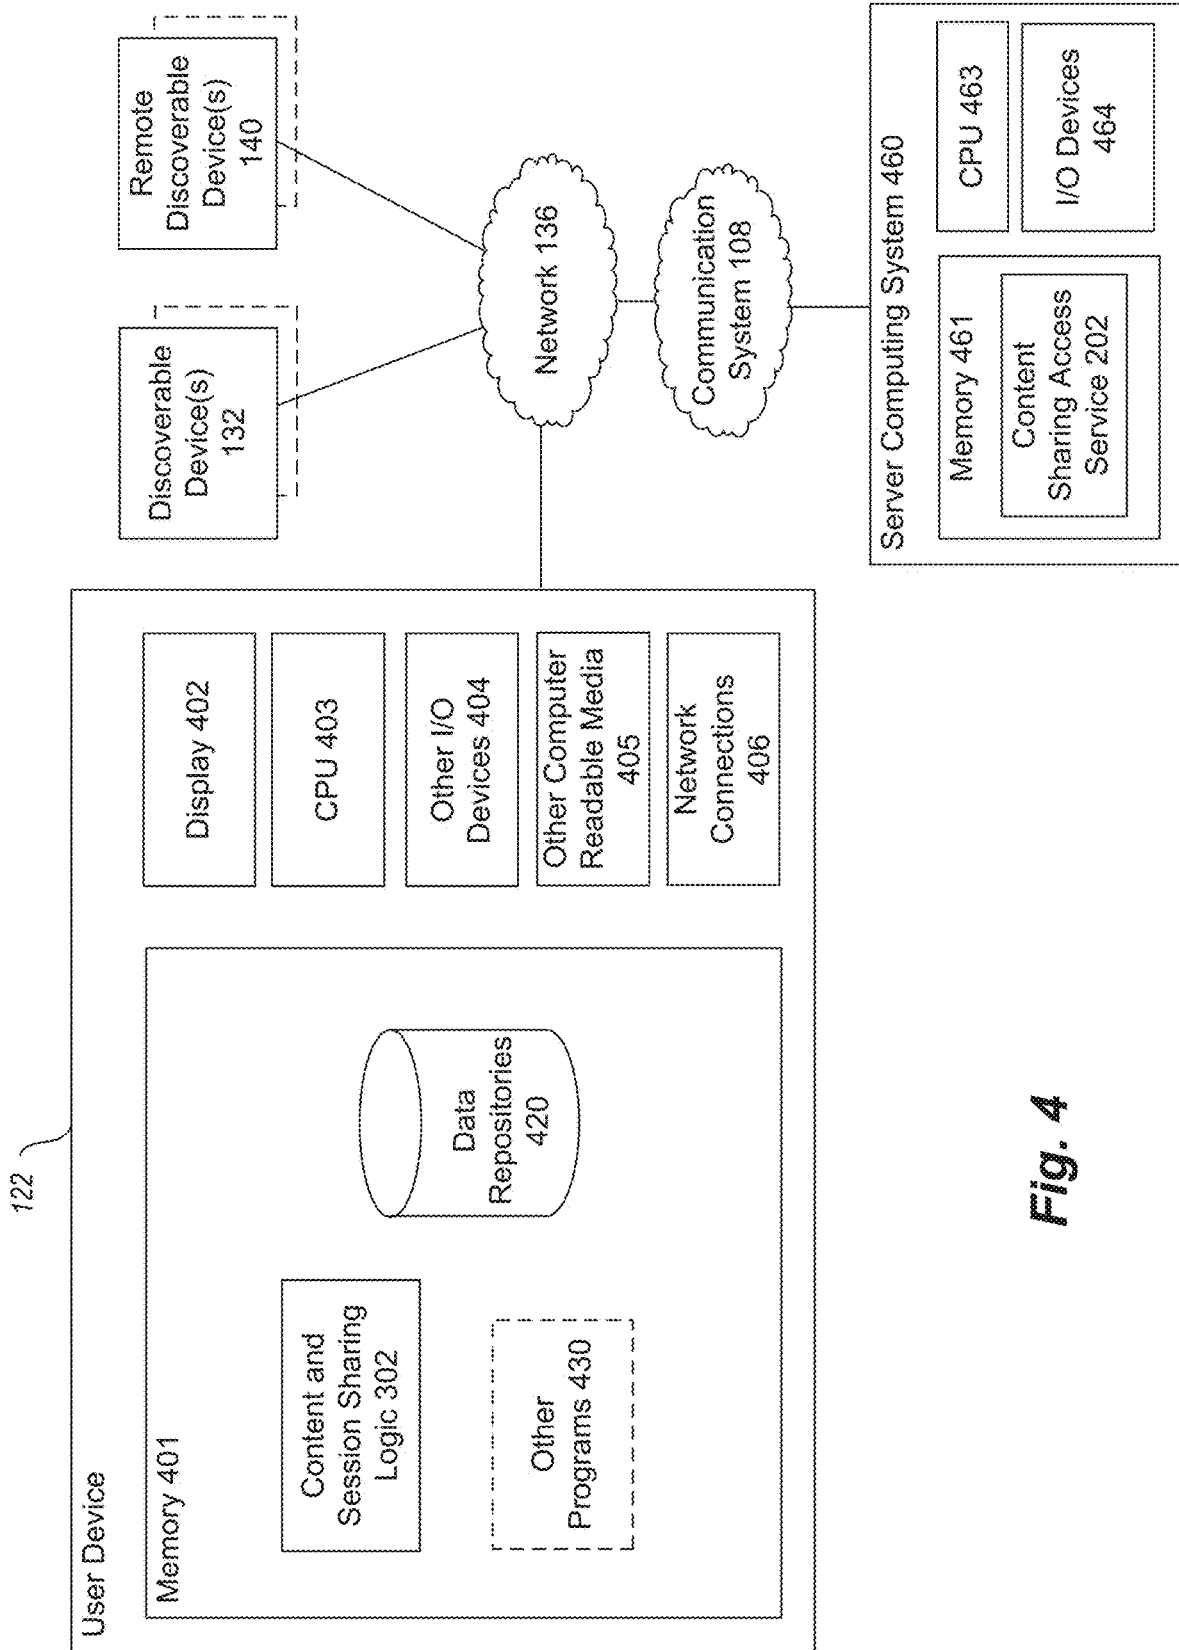 122
User Device
Memory 401
Content and
Session Sharing
Logic 302
Other
Programs 430
Data
Repositories
420
Display 402
CPU 403
Other I/O
Devices 404
Other Computer
Readable Media
405
Network
Connections
406
Discoverable
Device(s)
132
Remote
Discoverable
Device(s)
140
Network 136
Communication
System 108
Server Computing System 460
Memory 461
Content
Sharing Access
Service 202
CPU 463
I/O Devices
464
Fig. 4